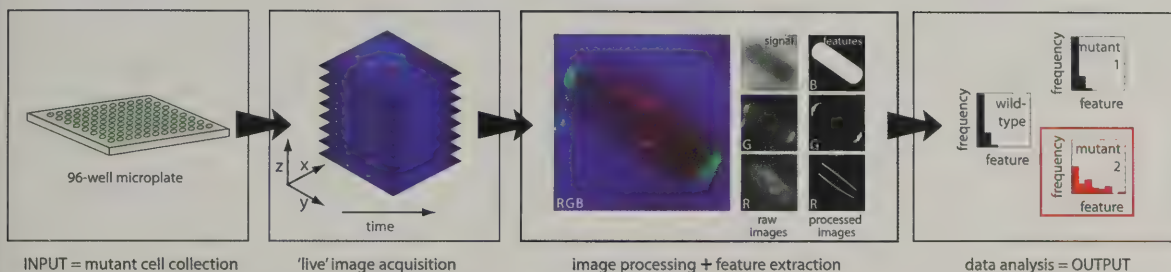 96-well microplate
INPUT = mutant cell collection
z
x
y
time
'live' image acquisition
RGB
signal
features
B
G
G
R
R
raw
images
processed
images
image processing + feature extraction
frequency
wild-
type
feature
frequency
mutant
1
feature
frequency
mutant
2
feature
data analysis = OUTPUT